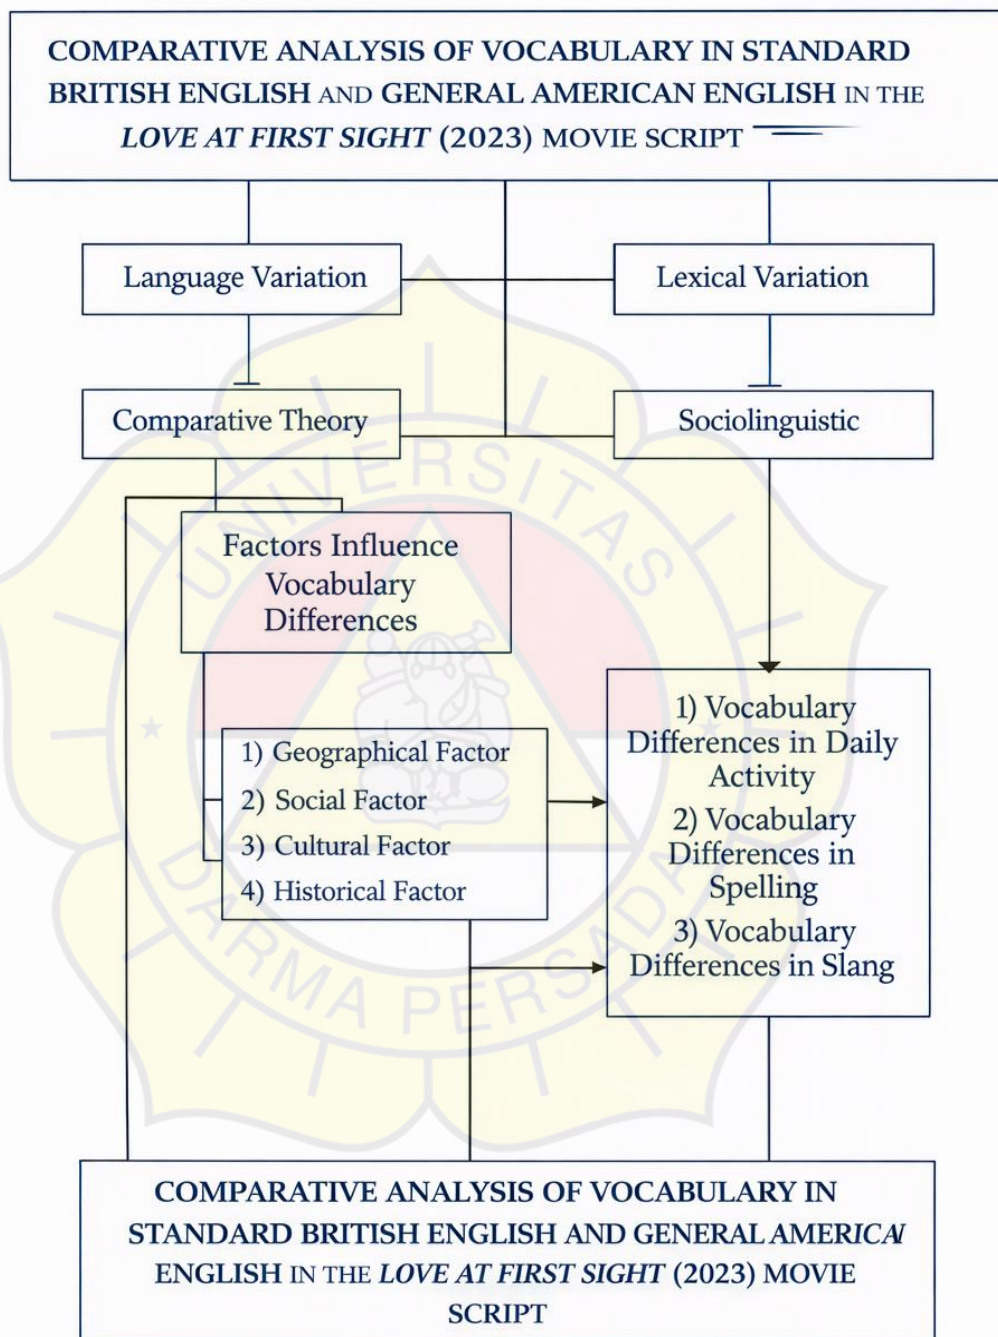 COMPARATIVE ANALYSIS OF VOCABULARY IN STANDARD
BRITISH ENGLISH AND GENERAL AMERICAN ENGLISH IN THE
LOVE AT FIRST SIGHT (2023) MOVIE SCRIPT
Language Variation
Lexical Variation
Comparative Theory
Sociolinguistic
UNIVERSITAS
Factors Influence
Vocabulary
Differences
1) Geographical Factor
2) Social Factor
3) Cultural Factor
4) Historical Factor
1) Vocabulary
Differences in Daily
Activity
2) Vocabulary
Differences in
Spelling
3) Vocabulary
Differences in Slang
DARMA PERSADA
COMPARATIVE ANALYSIS OF VOCABULARY IN
STANDARD BRITISH ENGLISH AND GENERAL AMERICA
ENGLISH IN THE LOVE AT FIRST SIGHT (2023) MOVIE
SCRIPT